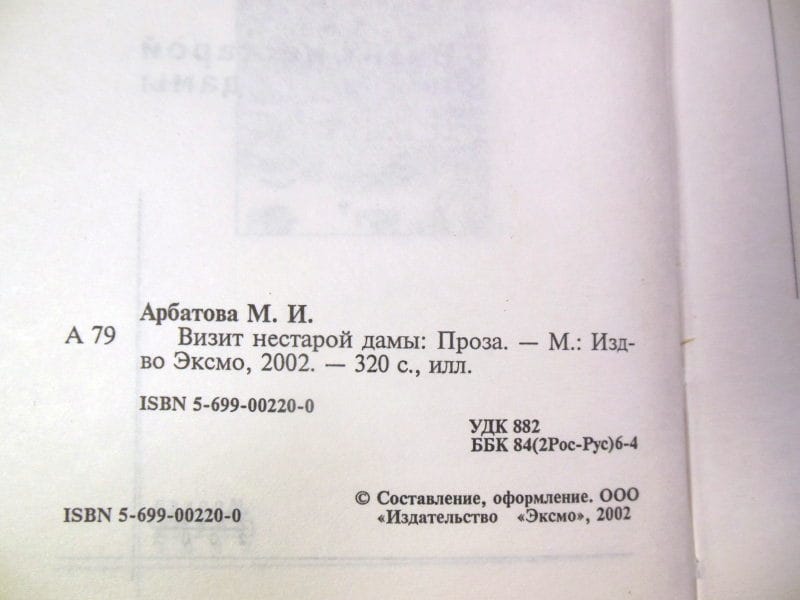 Арбатова М. И.
А 79
Визит нестарой дамы: Проза. — М.: Изд-
во Эксмо, 2002. — 320 с., илл.
ISBN 5-699-00220-0
УДК 882
ББК 84(2Рос-Рус)6-4
© Составление, оформление. ООО
ISBN 5-699-00220-0
«Издательство «Эксмо», 2002